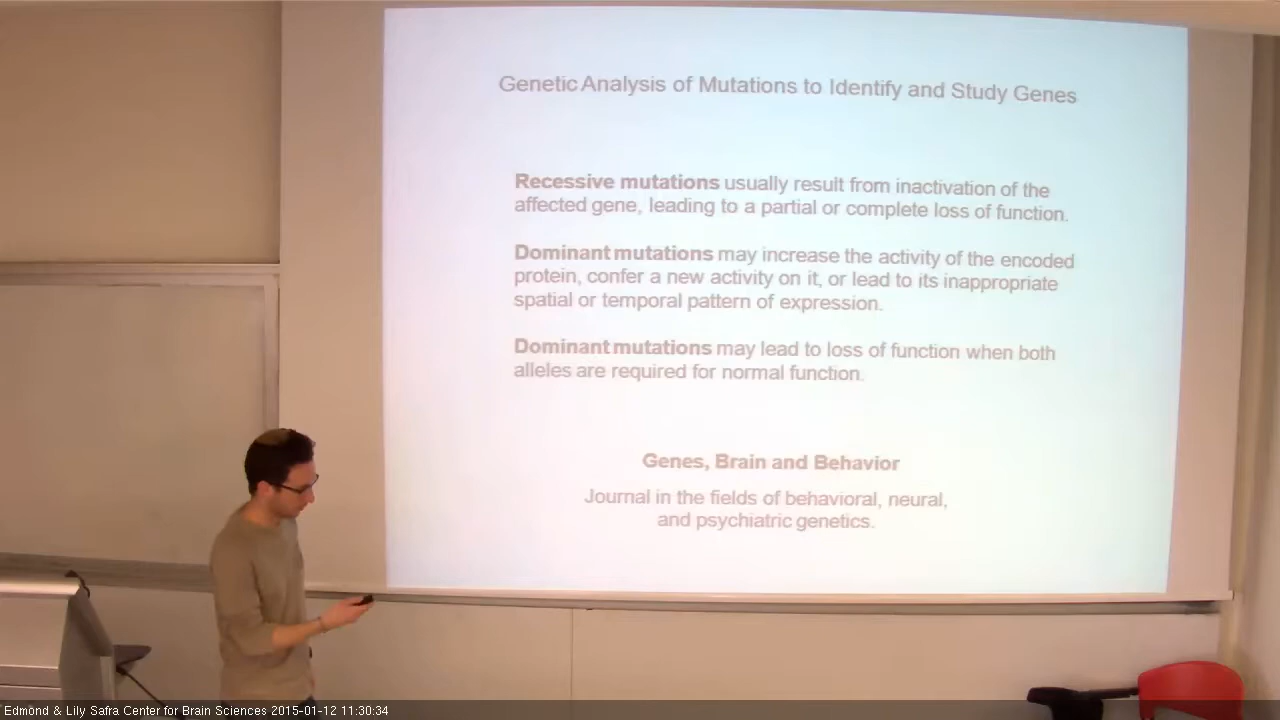 Genetic Analysis of Mutations to Identify and Study Genes
Recessive mutations usually result from inactivation of the
affected gene, leading to a partial or complete loss of function.
Dominant mutations may increase the activity of the encoded
protein, confer a new activity on it, or lead to its inappropriate
spatial or temporal pattern of expression.
Dominant mutations may lead to loss of function when both
alleles are required for normal function.
Genes, Brain and Behavior
Journal in the fields of behavioral, neural,
and psychiatric genetics.
Edmond & Lily Safra Center for Brain Sciences 2015-01-12 11:30:34